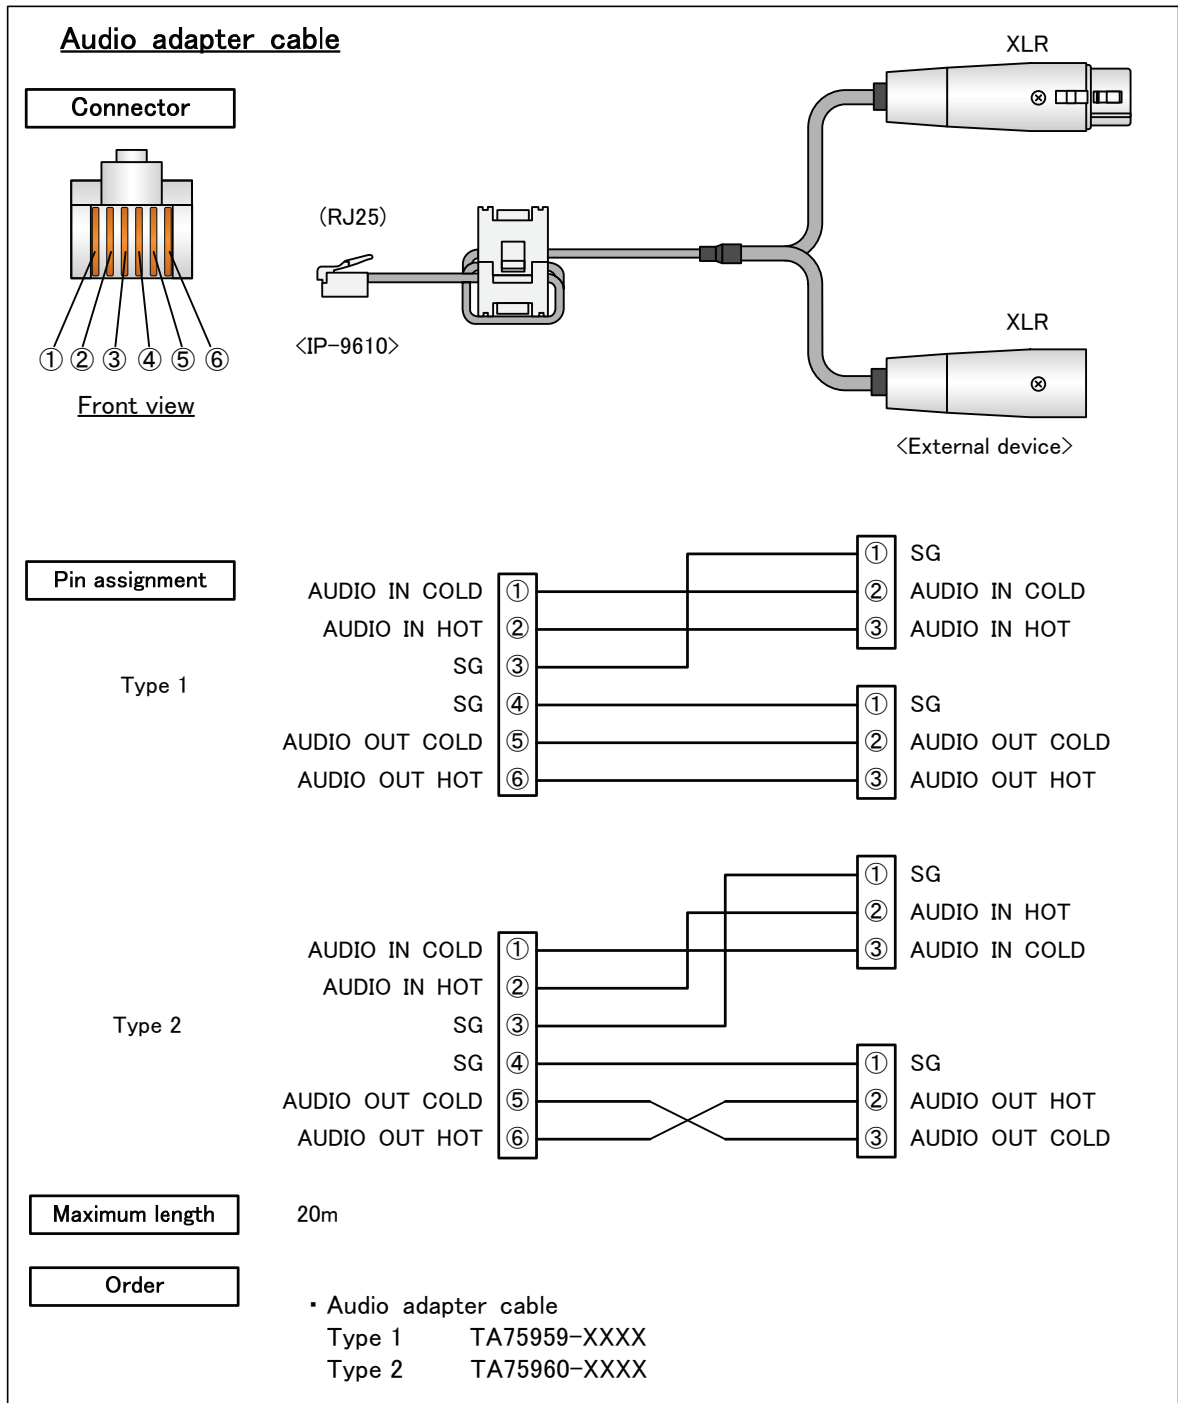 Audio adapter cable
XLR
Connector
(RJ25)
<IP-9610>
① ② ③ ④ ⑤ ⑥
Front view
XLR
<External device>
Pin assignment
Type 1
AUDIO IN COLD ①
AUDIO IN HOT ②
SG ③
SG ④
AUDIO OUT COLD ⑤
AUDIO OUT HOT ⑥
① SG
② AUDIO IN COLD
③ AUDIO IN HOT
① SG
② AUDIO OUT COLD
③ AUDIO OUT HOT
Type 2
AUDIO IN COLD ①
AUDIO IN HOT ②
SG ③
SG ④
AUDIO OUT COLD ⑤
AUDIO OUT HOT ⑥
① SG
② AUDIO IN HOT
③ AUDIO IN COLD
① SG
② AUDIO OUT HOT
③ AUDIO OUT COLD
Maximum length 20m
Order
・Audio adapter cable
Type 1 TA75959-XXXX
Type 2 TA75960-XXXX